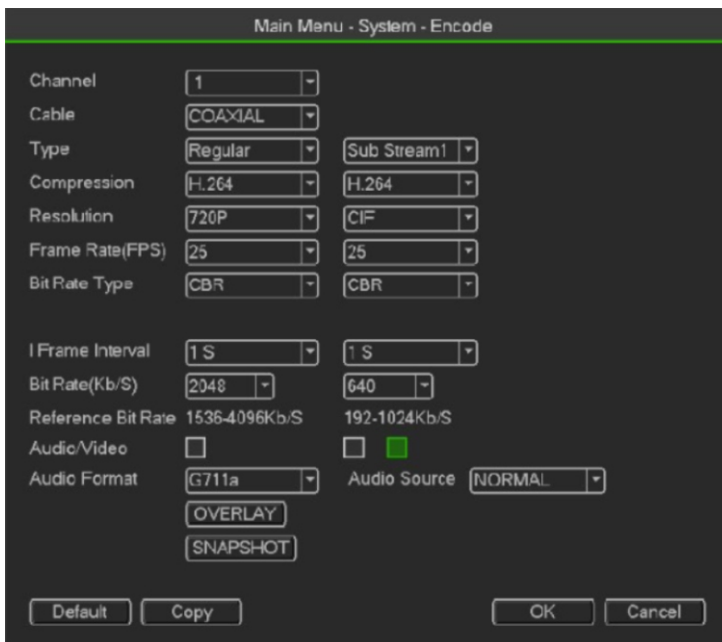 Main Menu - System - Encode
Channel 1
Cable COAXIAL
Type Regular Sub Stream1
Compression H.264 H.264
Resolution 720P CIF
Frame Rate(FPS) 25 25
Bit Rate Type CBR CBR
I Frame Interval 1 S 1 S
Bit Rate(Kb/S) 2048 640
Reference Bit Rate 1536-4096Kb/S 192-1024Kb/S
Audio/Video
Audio Format G711a Audio Source NORMAL
OVERLAY
SNAPSHOT
Default Copy OK Cancel